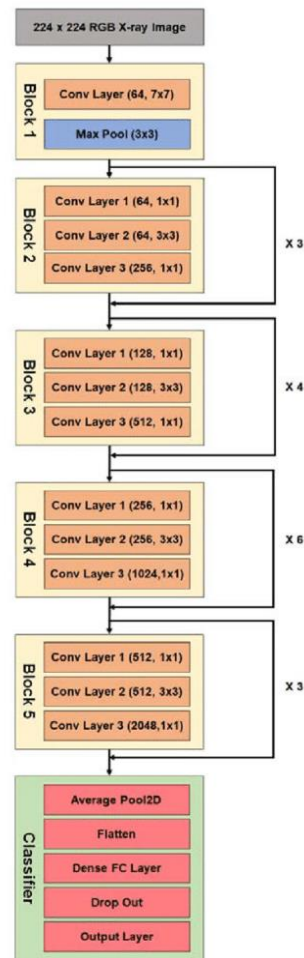 224 x 224 RGB X-ray Image
Block 1
Conv Layer (64, 7x7)
Max Pool (3x3)
Block 2
Conv Layer 1 (64, 1x1)
Conv Layer 2 (64, 3x3)
Conv Layer 3 (256, 1x1)
X 3
Block 3
Conv Layer 1 (128, 1x1)
Conv Layer 2 (128, 3x3)
Conv Layer 3 (512, 1x1)
X 4
Block 4
Conv Layer 1 (256, 1x1)
Conv Layer 2 (256, 3x3)
Conv Layer 3 (1024,1x1)
X 6
Block 5
Conv Layer 1 (512, 1x1)
Conv Layer 2 (512, 3x3)
Conv Layer 3 (2048,1x1)
X 3
Classifier
Average Pool2D
Flatten
Dense FC Layer
Drop Out
Output Layer